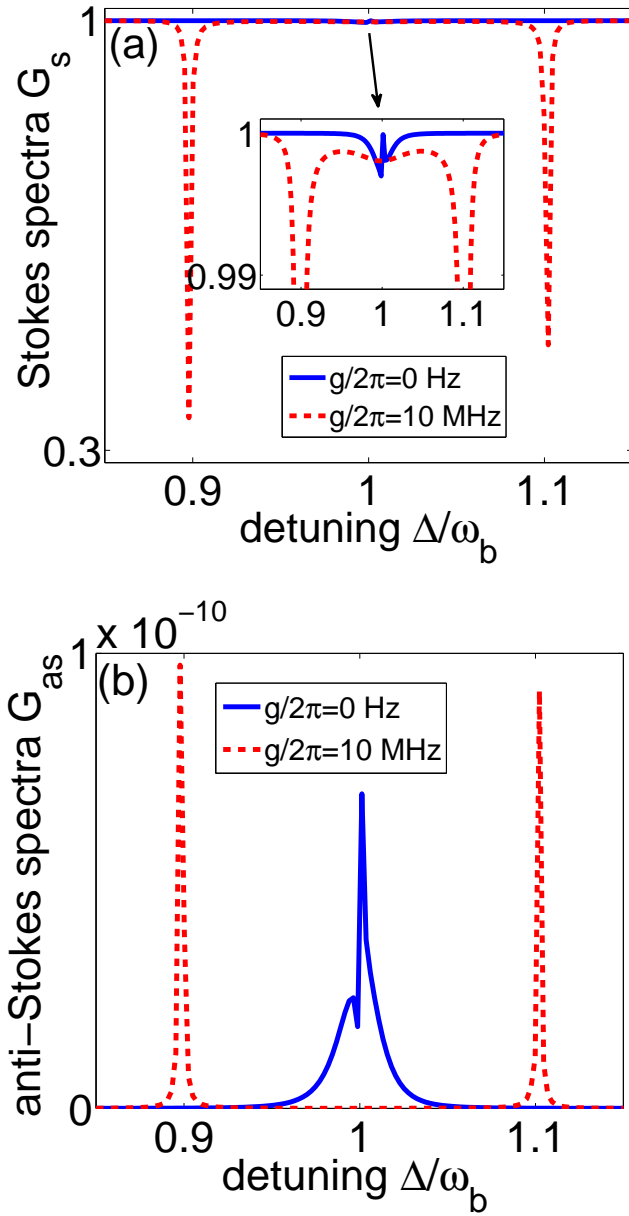 1
(a)
Stokes spectra G_s
1
0.99
0.9 1 1.1
g/2π=0 Hz
g/2π=10 MHz
0.3
0.9 1 1.1
detuning Δ/ω_b
1 x 10^−10
(b)
anti−Stokes spectra G_as
g/2π=0 Hz
g/2π=10 MHz
0
0.9 1 1.1
detuning Δ/ω_b